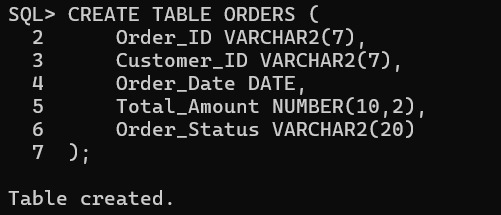 SQL> CREATE TABLE ORDERS (
  2      Order_ID VARCHAR2(7),
  3      Customer_ID VARCHAR2(7),
  4      Order_Date DATE,
  5      Total_Amount NUMBER(10,2),
  6      Order_Status VARCHAR2(20)
  7  );
Table created.